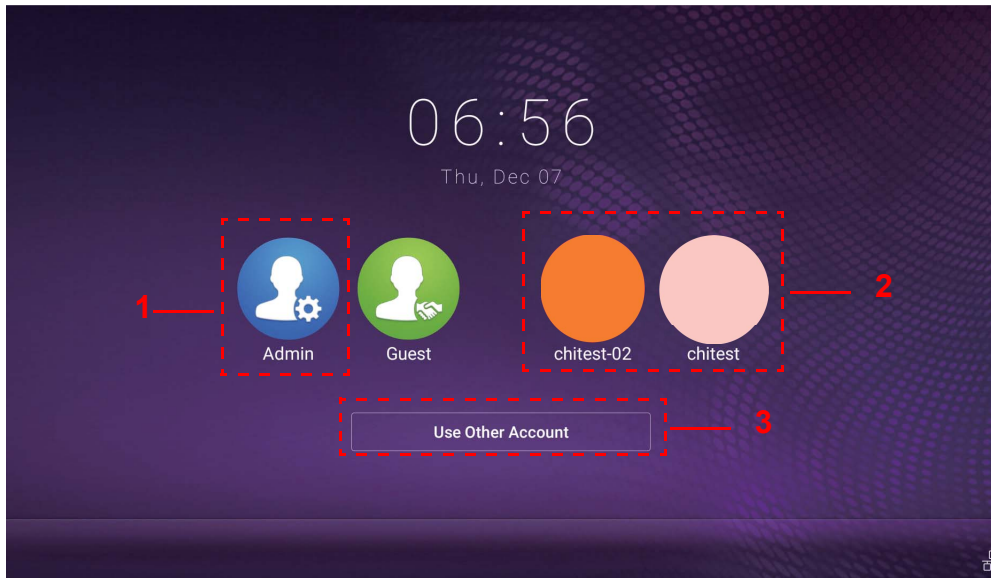 06:56
Thu, Dec 07
1
2
Admin
Guest
chitest-02
chitest
Use Other Account
3